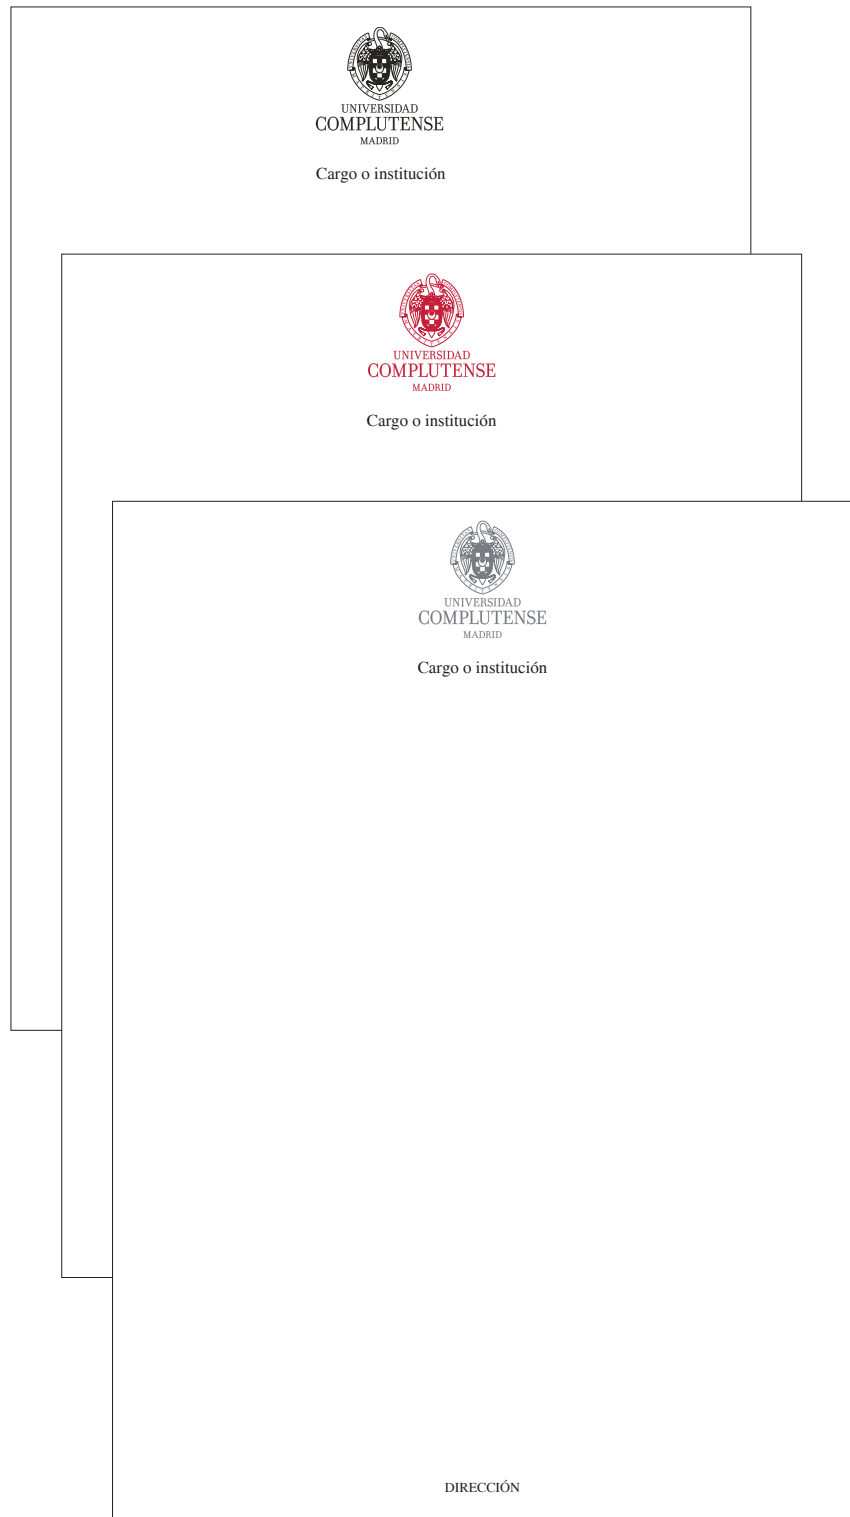 UNIVERSIDAD
COMPLUTENSE
MADRID
Cargo o institución
UNIVERSIDAD
COMPLUTENSE
MADRID
Cargo o institución
UNIVERSIDAD
COMPLUTENSE
MADRID
Cargo o institución
DIRECCIÓN